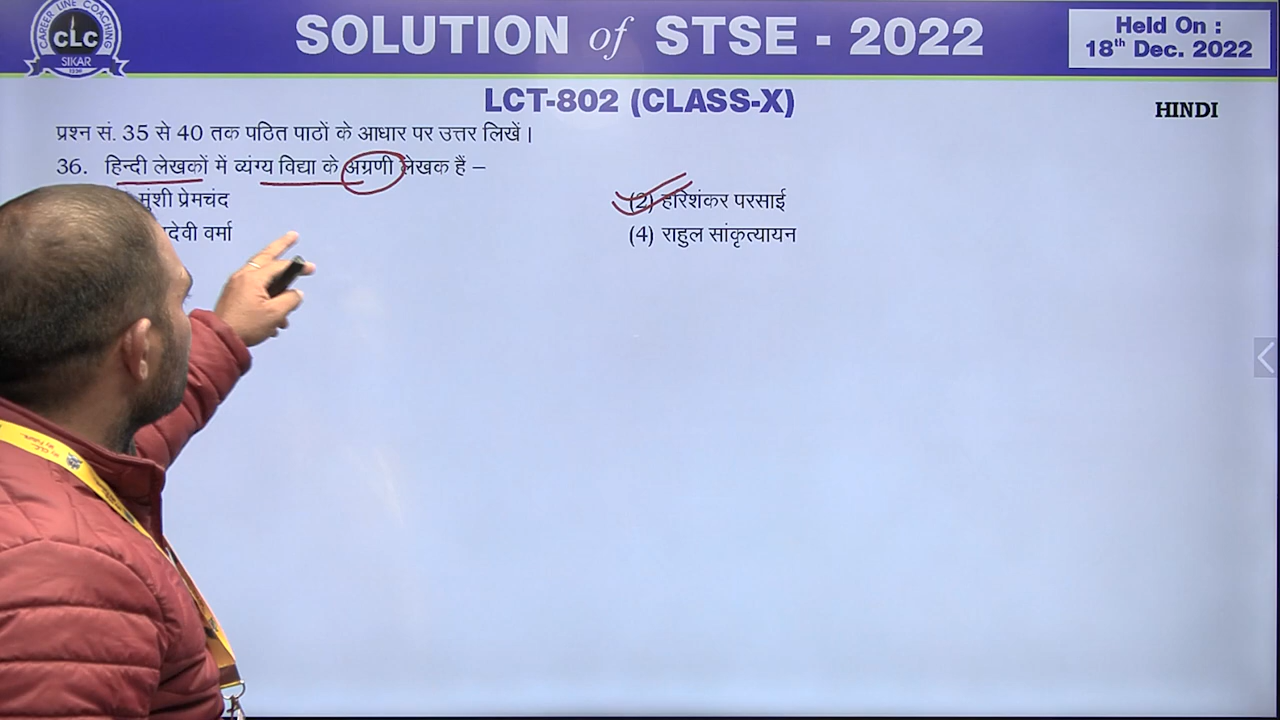 CAREER LINE COACHING
CLC
SIKAR
SOLUTION of STSE - 2022
Held On :
18th Dec. 2022
LCT-802 (CLASS-X)
HINDI
प्रश्न सं. 35 से 40 तक पठित पाठों के आधार पर उत्तर लिखें।
36. हिन्दी लेखकों में व्यंग्य विद्या के अग्रणी लेखक हैं –
मुंशी प्रेमचंद (2) हरिशंकर परसाई
वर्मा (4) राहुल सांकृत्यायन